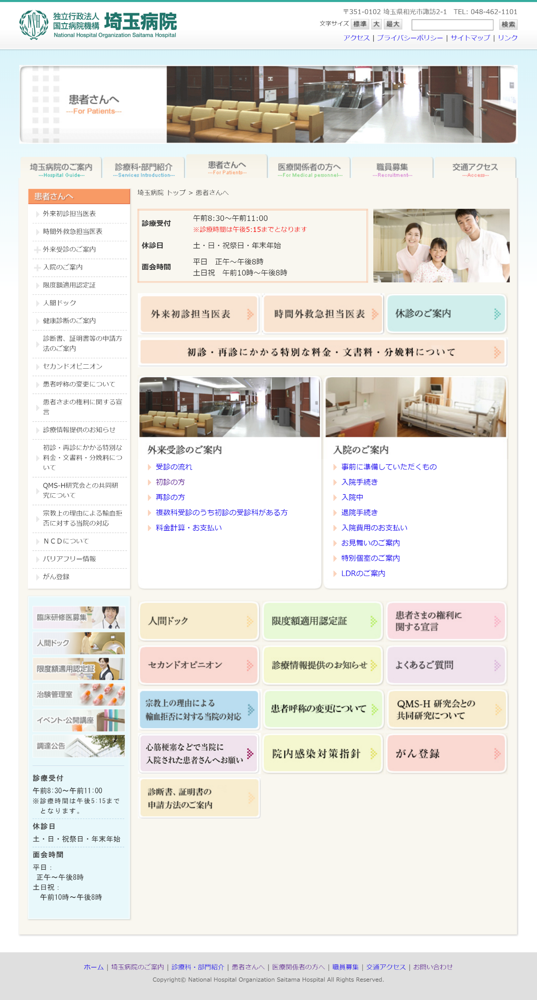 独立行政法人
国立病院機構 埼玉病院
National Hospital Organization Saitama Hospital
〒351-0102 埼玉県和光市諏訪2-1　TEL: 048-462-1101
文字サイズ 標準 大 最大 検索
アクセス | プライバシーポリシー | サイトマップ | リンク
患者さんへ
---For Patients---
埼玉病院のご案内
---Hospital Guide---
診療科・部門紹介
---Services Introduction---
患者さんへ
---For Patients---
医療関係者の方へ
---For Medical personnel---
職員募集
---Recruitment---
交通アクセス
---Access---
患者さんへ
外来初診担当医表
時間外救急担当医表
外来受診のご案内
入院のご案内
限度額適用認定証
人間ドック
健康診断のご案内
診断書、証明書等の申請方
法のご案内
セカンドオピニオン
患者呼称の変更について
患者さまの権利に関する宣
言
診療情報提供のお知らせ
初診・再診にかかる特別な
料金・文書料・分娩料につ
いて
QMS-H研究会との共同研
究について
宗教上の理由による輸血拒
否に対する当院の対応
ＮＣＤについて
バリアフリー情報
がん登録
臨床研修医募集
人間ドック
限度額適用認定証
治験管理室
イベント・公開講座
調達公告
診療受付
午前8:30～午前11:00
※診療時間は午後5:15まで
となります。
休診日
土・日・祝祭日・年末年始
面会時間
平日：
正午～午後8時
土日祝：
午前10時～午後8時
埼玉病院 トップ > 患者さんへ
診療受付
午前8:30～午前11:00
※診療時間は午後5:15までとなります
休診日
土・日・祝祭日・年末年始
面会時間
平日　正午～午後8時
土日祝　午前10時～午後8時
外来初診担当医表
時間外救急担当医表
休診のご案内
初診・再診にかかる特別な料金・文書料・分娩料について
外来受診のご案内
受診の流れ
初診の方
再診の方
複数科受診のうち初診の受診科がある方
料金計算・お支払い
入院のご案内
事前に準備していただくもの
入院手続き
入院中
退院手続き
入院費用のお支払い
お見舞いのご案内
特別個室のご案内
LDRのご案内
人間ドック
限度額適用認定証
患者さまの権利に
関する宣言
セカンドオピニオン
診療情報提供のお知らせ
よくあるご質問
宗教上の理由による
輸血拒否に対する当院の対応
患者呼称の変更について
QMS-H 研究会との
共同研究について
心筋梗塞などで当院に
入院された患者さんへお願い
院内感染対策指針
がん登録
診断書、証明書の
申請方法のご案内
ホーム | 埼玉病院のご案内 | 診療科・部門紹介 | 患者さんへ | 医療関係者の方へ | 職員募集 | 交通アクセス | お問い合わせ
Copyright© National Hospital Organization Saitama Hospital All Rights Reserved.